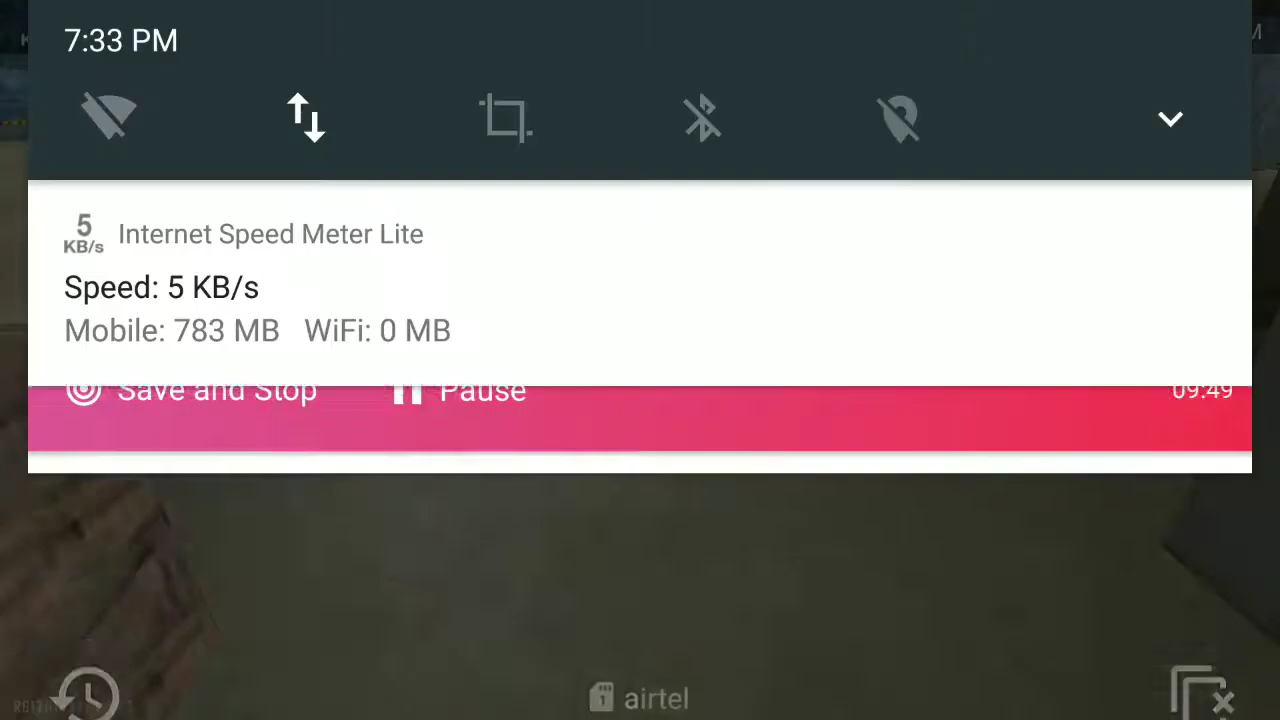 7:33 PM
5
KB/s
Internet Speed Meter Lite
Speed: 5 KB/s
Mobile: 783 MB WiFi: 0 MB
Save and Stop
Pause
09:49
1
airtel